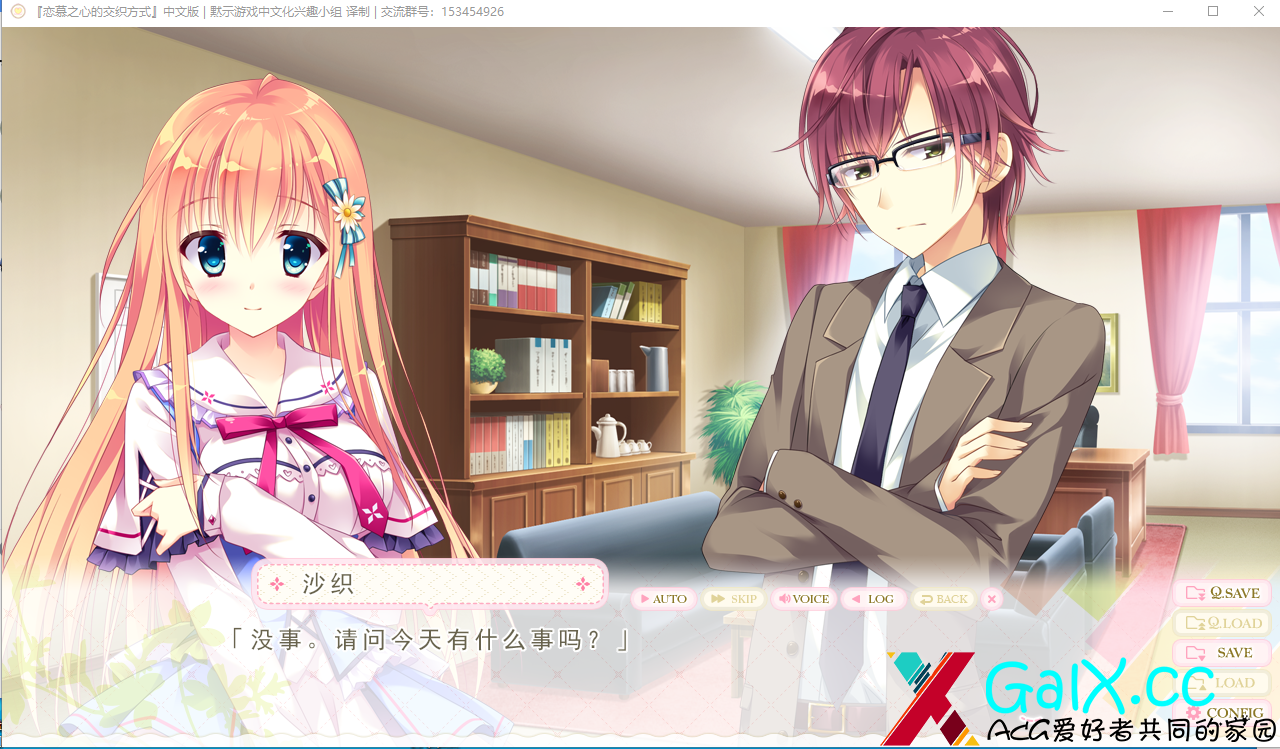 『恋慕之心的交织方式』中文版 | 默示游戏中文化兴趣小组 译制 | 交流群号：153454926
沙织
AUTO SKIP VOICE LOG BACK
「没事。请问今天有什么事吗？」
Q.SAVE
Q.LOAD
SAVE
LOAD
CONFIG
GalX.cc
ACG爱好者共同的家园